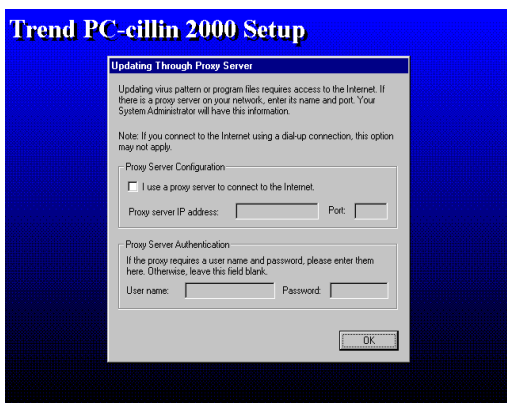 Trend PC-cillin 2000 Setup
Updating Through Proxy Server
Updating virus pattern or program files requires access to the Internet. If
there is a proxy server on your network, enter its name and port. Your
System Administrator will have this information.
Note: If you connect to the Internet using a dial-up connection, this option
may not apply.
Proxy Server Configuration
I use a proxy server to connect to the Internet.
Proxy server IP address: Port:
Proxy Server Authentication
If the proxy requires a user name and password, please enter them
here. Otherwise, leave this field blank.
User name: Password:
OK